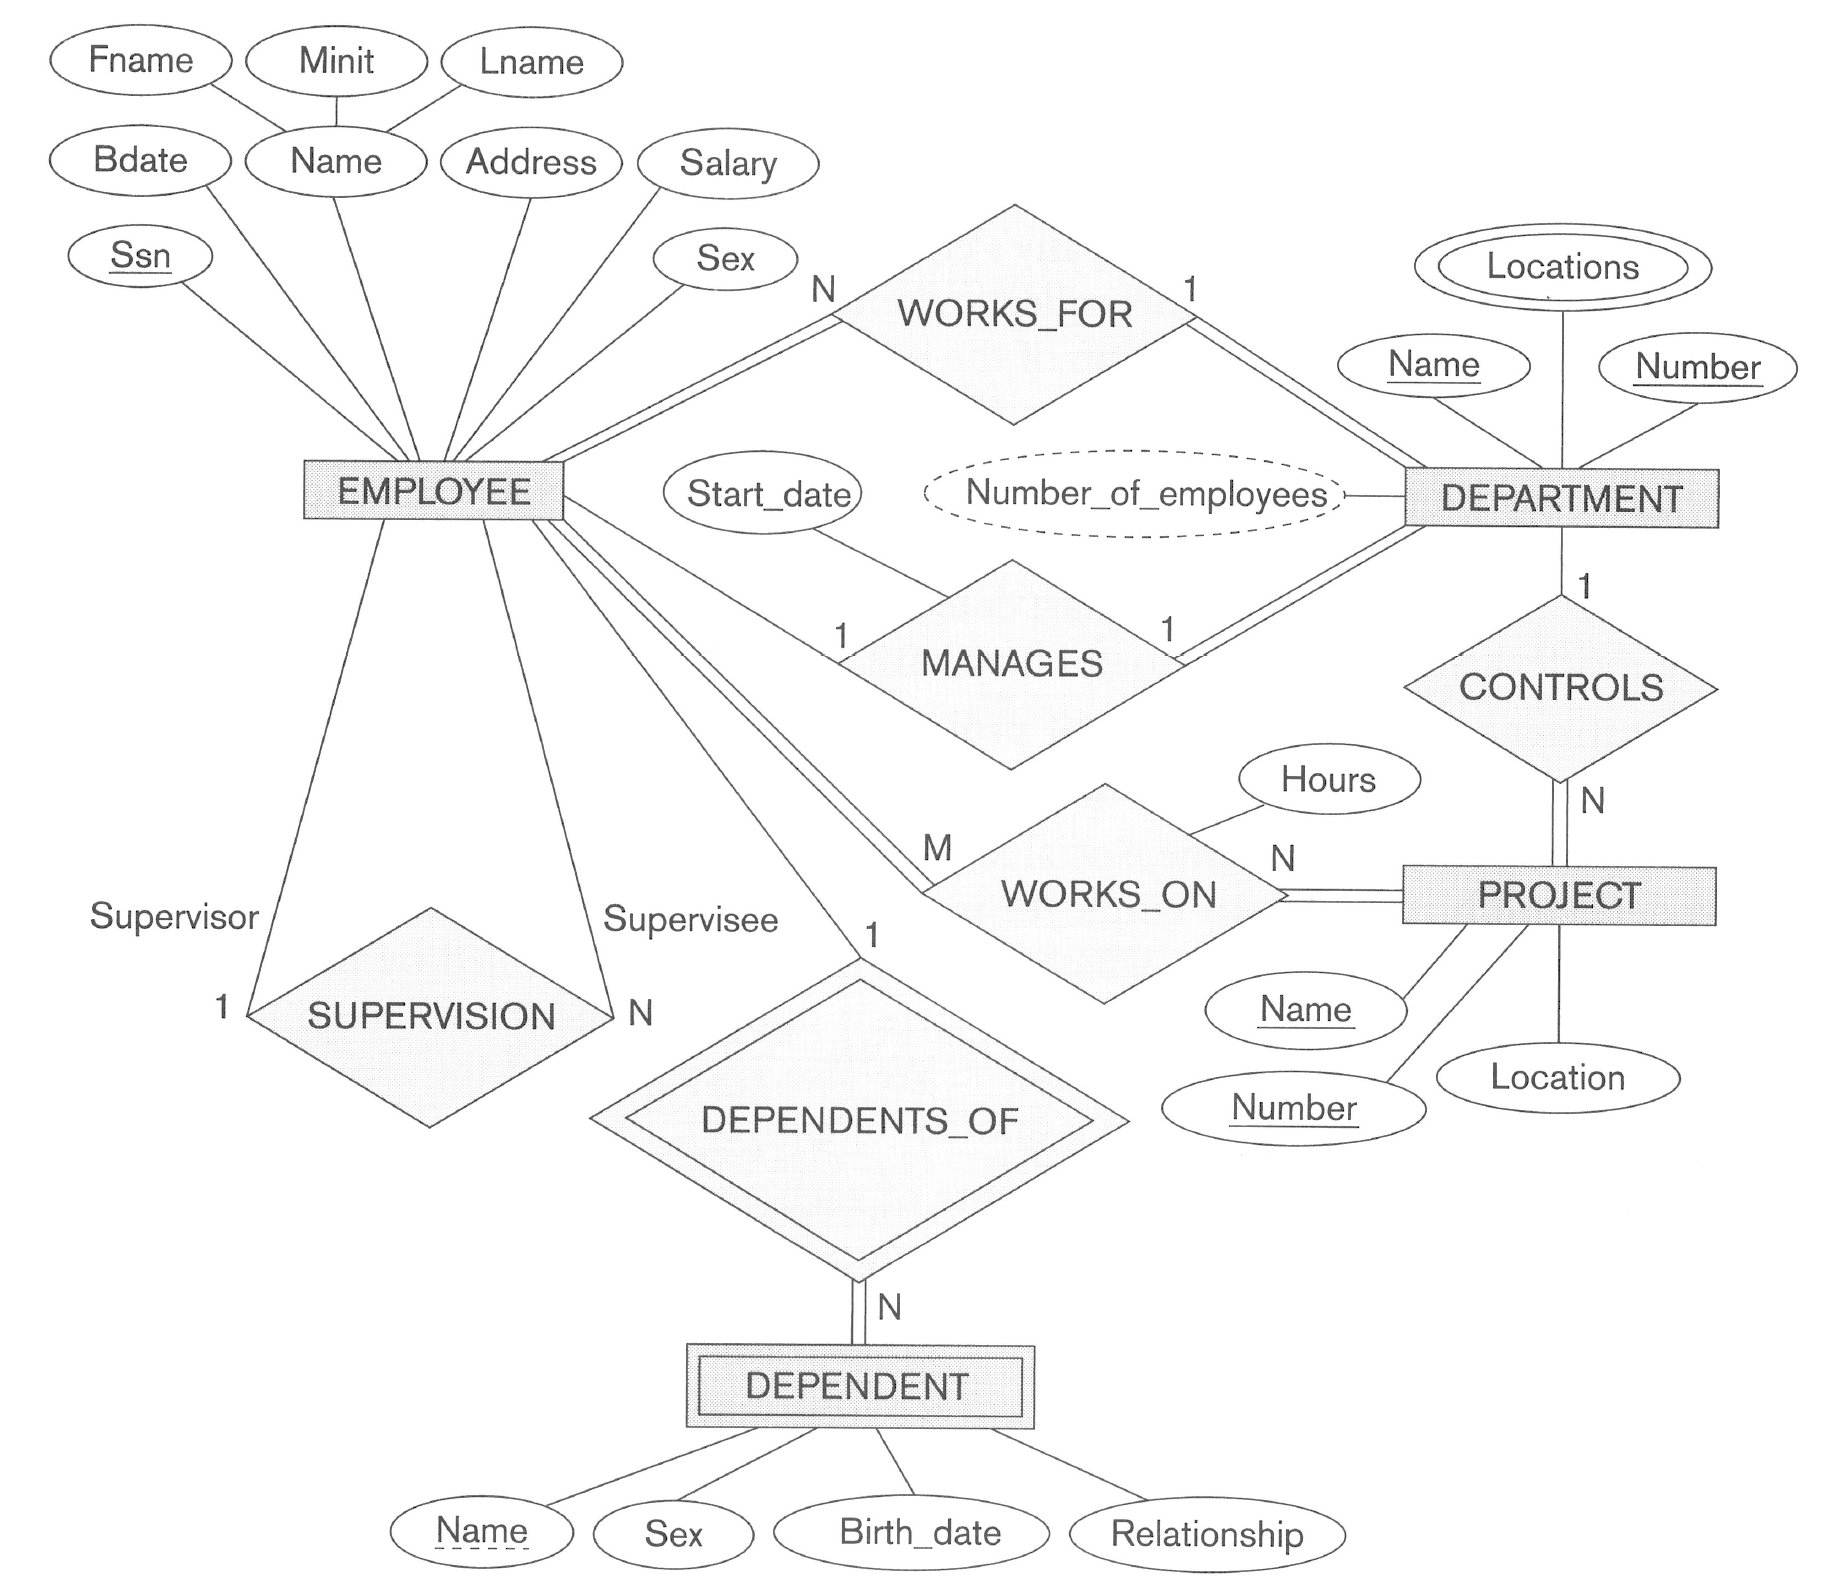 Fname Minit Lname
Bdate Name Address Salary
Ssn Sex
N WORKS_FOR 1
Locations
Name Number
EMPLOYEE Start_date Number_of_employees DEPARTMENT
1 MANAGES 1
1
CONTROLS
N
Hours
M WORKS_ON N
PROJECT
Supervisor Supervisee
1 SUPERVISION N
1
Name
Number
Location
DEPENDENTS_OF
N
DEPENDENT
Name Sex Birth_date Relationship